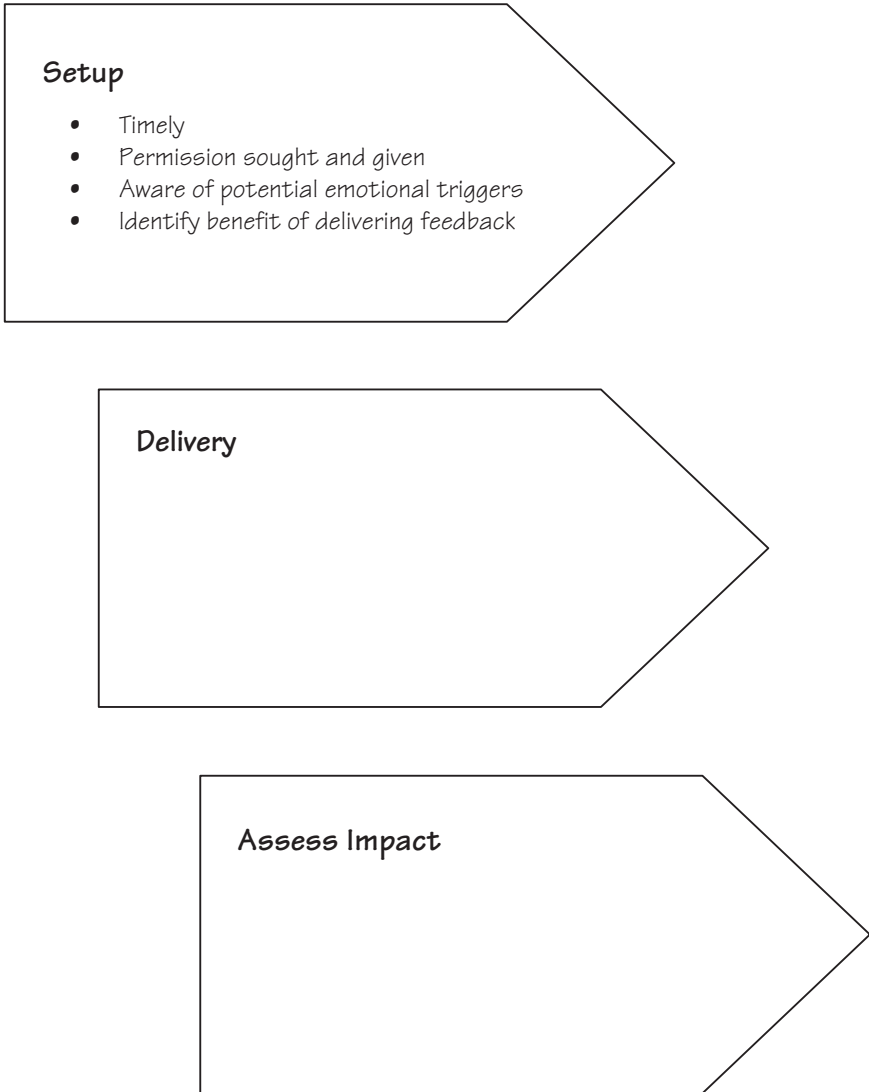 Setup
• Timely
• Permission sought and given
• Aware of potential emotional triggers
• Identify benefit of delivering feedback
Delivery
Assess Impact